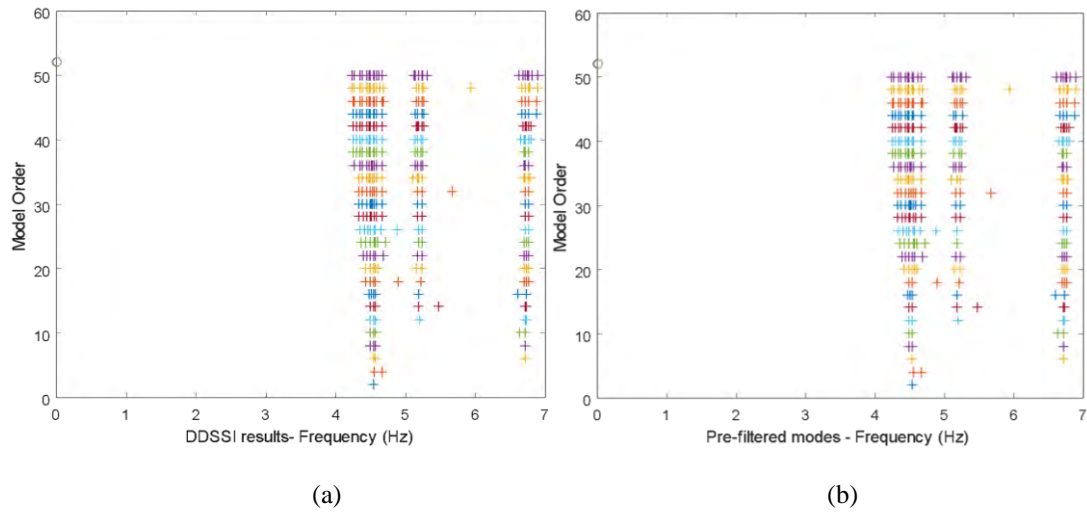 60
50
40
30
20
10
0
Model Order
0 1 2 3 4 5 6 7
DDSSI results- Frequency (Hz)
(a)
60
50
40
30
20
10
0
Model Order
0 1 2 3 4 5 6 7
Pre-filtered modes - Frequency (Hz)
(b)